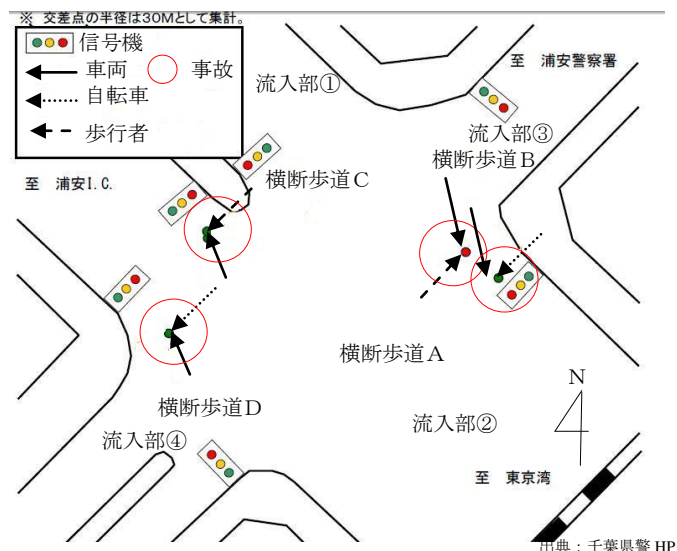 ※ 交差点の半径は30Mとして集計。
信号機
車両
事故
自転車
歩行者
流入部①
至 浦安警察署
流入部③
横断歩道B
至 浦安I.C.
横断歩道C
横断歩道A
N
横断歩道D
流入部②
流入部④
至 東京湾
出典：千葉県警 HP